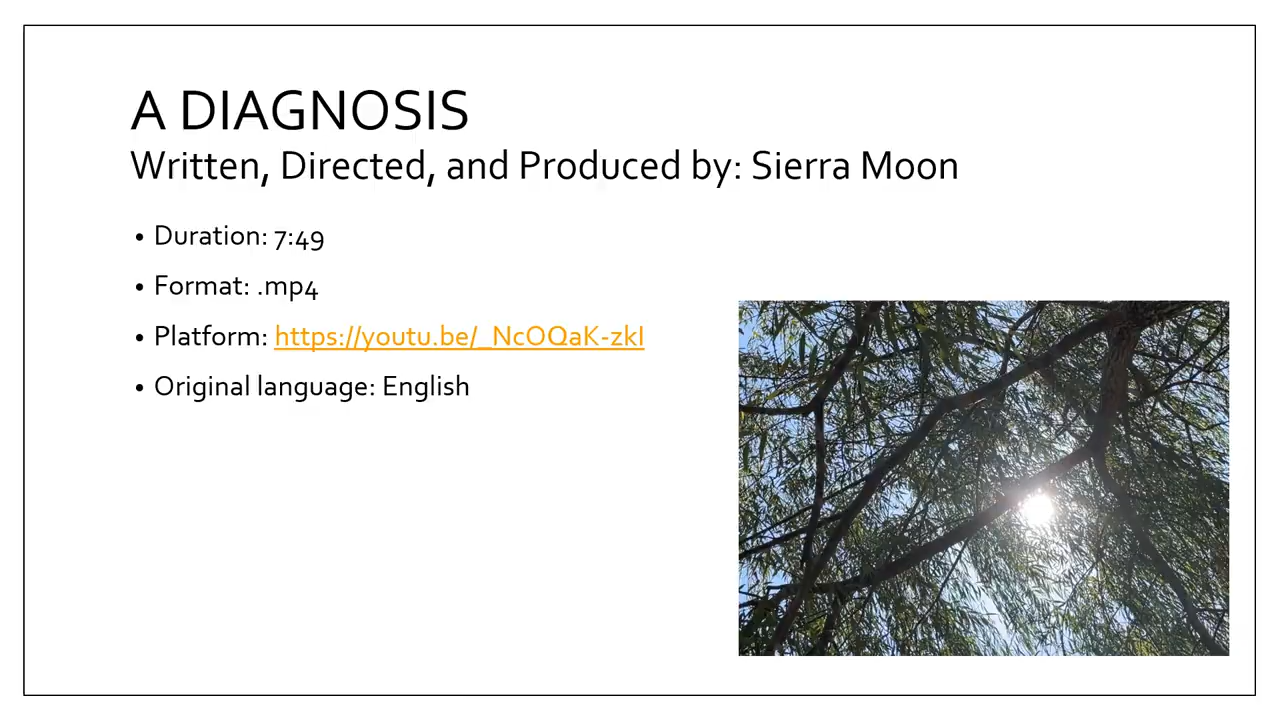 A DIAGNOSIS
Written, Directed, and Produced by: Sierra Moon
• Duration: 7:49
• Format: .mp4
• Platform: https://youtu.be/_NcOQaK-zkI
• Original language: English